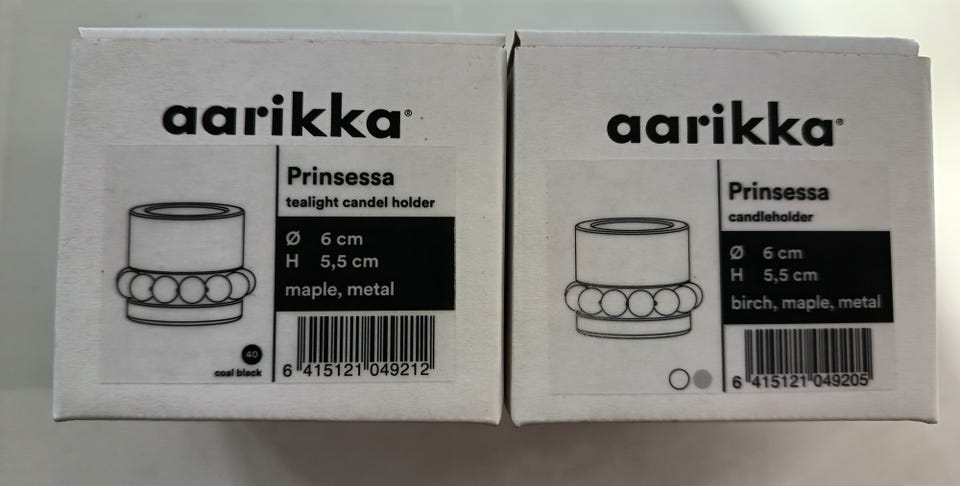 aarikka®
Prinsessa
tealight candel holder
Ø 6 cm
H 5,5 cm
maple, metal
40
coal black
6 415121 049212
aarikka®
Prinsessa
candleholder
Ø 6 cm
H 5,5 cm
birch, maple, metal
6 415121 049205